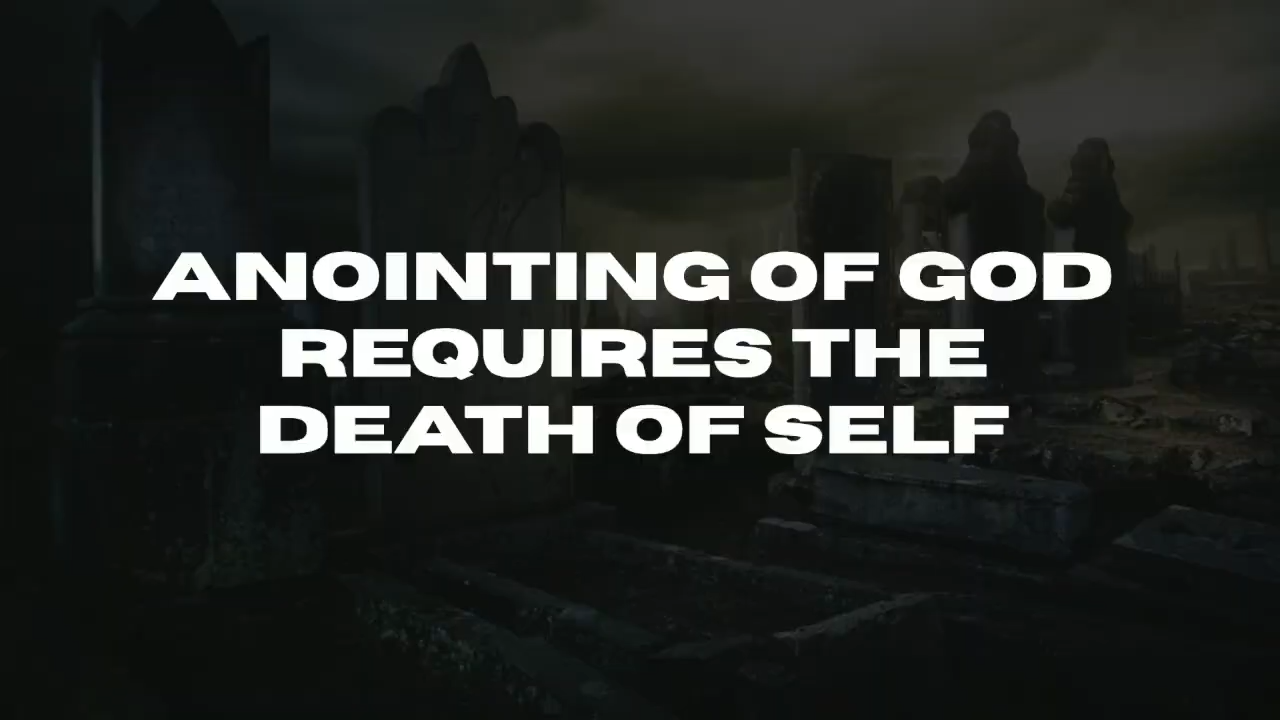 ANOINTING OF GOD
REQUIRES THE
DEATH OF SELF